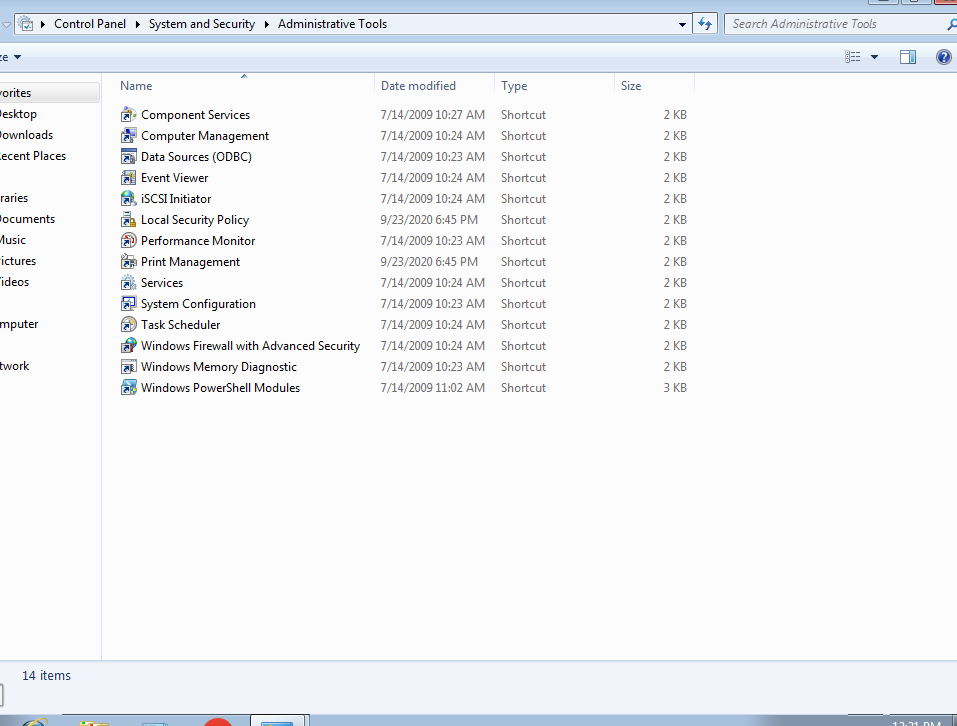 Control Panel System and Security Administrative Tools Search Administrative Tools
Name Date modified Type Size
Component Services 7/14/2009 10:27 AM Shortcut 2 KB
Computer Management 7/14/2009 10:24 AM Shortcut 2 KB
Data Sources (ODBC) 7/14/2009 10:23 AM Shortcut 2 KB
Event Viewer 7/14/2009 10:24 AM Shortcut 2 KB
iSCSI Initiator 7/14/2009 10:24 AM Shortcut 2 KB
Local Security Policy 9/23/2020 6:45 PM Shortcut 2 KB
Performance Monitor 7/14/2009 10:23 AM Shortcut 2 KB
Print Management 9/23/2020 6:45 PM Shortcut 2 KB
Services 7/14/2009 10:24 AM Shortcut 2 KB
System Configuration 7/14/2009 10:23 AM Shortcut 2 KB
Task Scheduler 7/14/2009 10:24 AM Shortcut 2 KB
Windows Firewall with Advanced Security 7/14/2009 10:24 AM Shortcut 2 KB
Windows Memory Diagnostic 7/14/2009 10:23 AM Shortcut 2 KB
Windows PowerShell Modules 7/14/2009 11:02 AM Shortcut 3 KB
vorites
esktop
ownloads
ecent Places
raries
ocuments
Music
ictures
ideos
mputer
twork
14 items